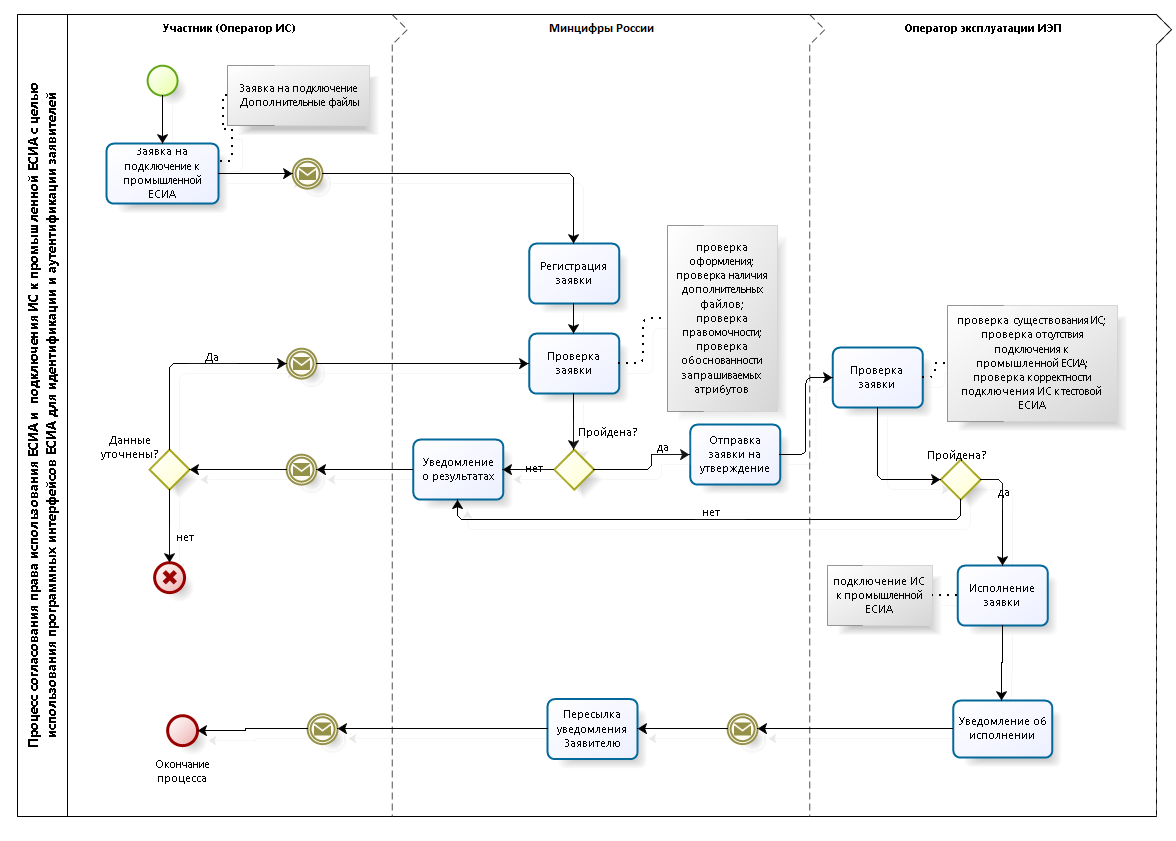 Процесс согласования права использования ЕСИА и подключения ИС к промышленной ЕСИА с целью
использования программных интерфейсов ЕСИА для идентификации и аутентификации заявителей
Участник (Оператор ИС)
Минцифры России
Оператор эксплуатации ИЭП
Заявка на подключение
Дополнительные файлы
Заявка на
подключение к
промышленной
ЕСИА
Регистрация
заявки
проверка
оформления;
проверка наличия
дополнительных
файлов;
проверка
правомочности;
проверка
обоснованности
запрашиваемых
атрибутов
проверка существования ИС;
проверка отсутствия
подключения к
промышленной ЕСИА;
проверка корректности
подключения ИС к тестовой
ЕСИА
Да
Проверка
заявки
Проверка
заявки
Данные
уточнены?
Уведомление
о результатах
нет
Пройдена?
да
Отправка
заявки на
утверждение
Пройдена?
да
нет
нет
подключение ИС
к промышленной
ЕСИА
Исполнение
заявки
Окончание
процесса
Пересылка
уведомления
Заявителю
Уведомление об
исполнении